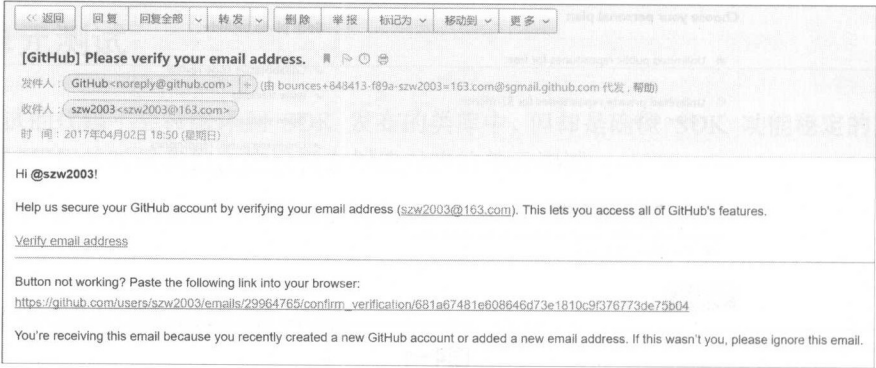 << 返回 回复 回复全部 转发 删除 举报 标记为 移动到 更多
[GitHub] Please verify your email address.
发件人：GitHub<noreply@github.com> + (由 bounces+848413-f89a-szw2003=163.com@sgmail.github.com 代发，帮助)
收件人：szw2003<szw2003@163.com>
时 间：2017年04月02日 18:50 (星期日)
Hi @szw2003!
Help us secure your GitHub account by verifying your email address (szw2003@163.com). This lets you access all of GitHub's features.
Verify email address
Button not working? Paste the following link into your browser:
https://github.com/users/szw2003/emails/29964765/confirm_verification/681a67481e608646d73e1810c9f376773de75b04
You're receiving this email because you recently created a new GitHub account or added a new email address. If this wasn't you, please ignore this email.